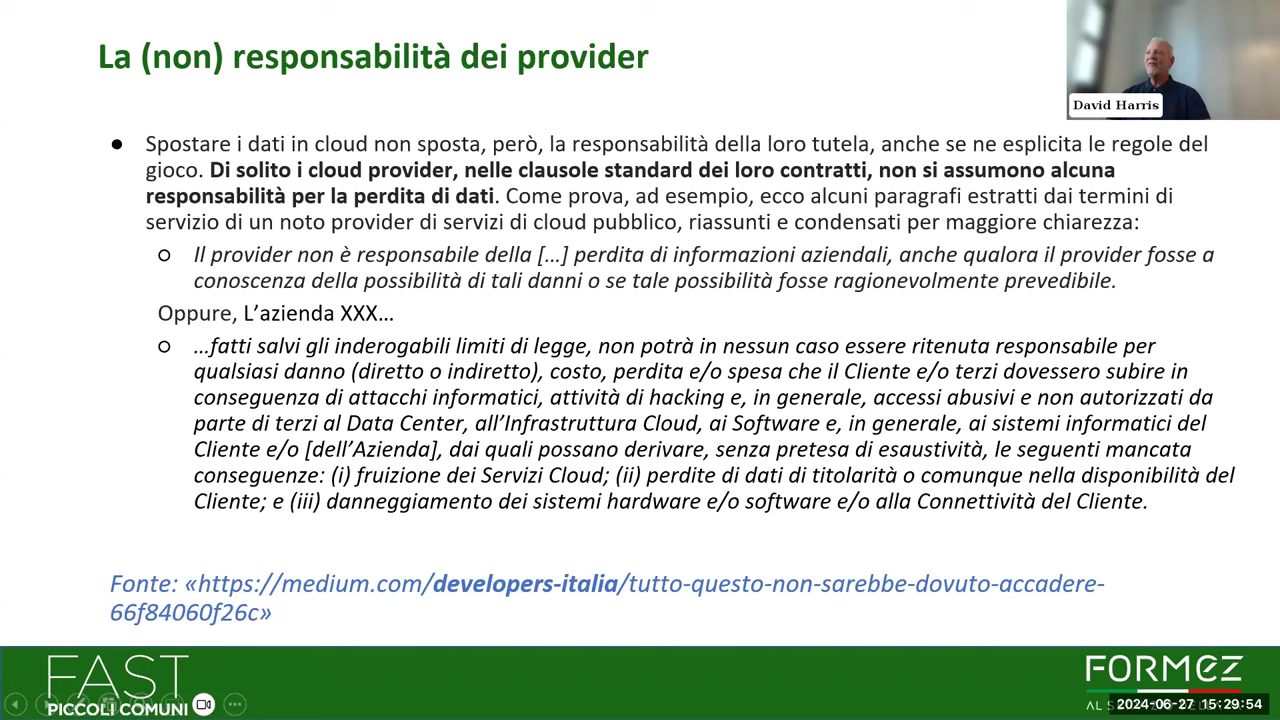 La (non) responsabilità dei provider
David Harris
● Spostare i dati in cloud non sposta, però, la responsabilità della loro tutela, anche se ne esplicita le regole del
gioco. Di solito i cloud provider, nelle clausole standard dei loro contratti, non si assumono alcuna
responsabilità per la perdita di dati. Come prova, ad esempio, ecco alcuni paragrafi estratti dai termini di
servizio di un noto provider di servizi di cloud pubblico, riassunti e condensati per maggiore chiarezza:
○ Il provider non è responsabile della […] perdita di informazioni aziendali, anche qualora il provider fosse a
conoscenza della possibilità di tali danni o se tale possibilità fosse ragionevolmente prevedibile.
Oppure, L’azienda XXX…
○ …fatti salvi gli inderogabili limiti di legge, non potrà in nessun caso essere ritenuta responsabile per
qualsiasi danno (diretto o indiretto), costo, perdita e/o spesa che il Cliente e/o terzi dovessero subire in
conseguenza di attacchi informatici, attività di hacking e, in generale, accessi abusivi e non autorizzati da
parte di terzi al Data Center, all’Infrastruttura Cloud, ai Software e, in generale, ai sistemi informatici del
Cliente e/o [dell’Azienda], dai quali possano derivare, senza pretesa di esaustività, le seguenti mancata
conseguenze: (i) fruizione dei Servizi Cloud; (ii) perdite di dati di titolarità o comunque nella disponibilità del
Cliente; e (iii) danneggiamento dei sistemi hardware e/o software e/o alla Connettività del Cliente.
Fonte: «https://medium.com/developers-italia/tutto-questo-non-sarebbe-dovuto-accadere-
66f84060f26c»
FAST
PICCOLI COMUNI
FORMEZ
AL S
2024-06-27 15:29:54